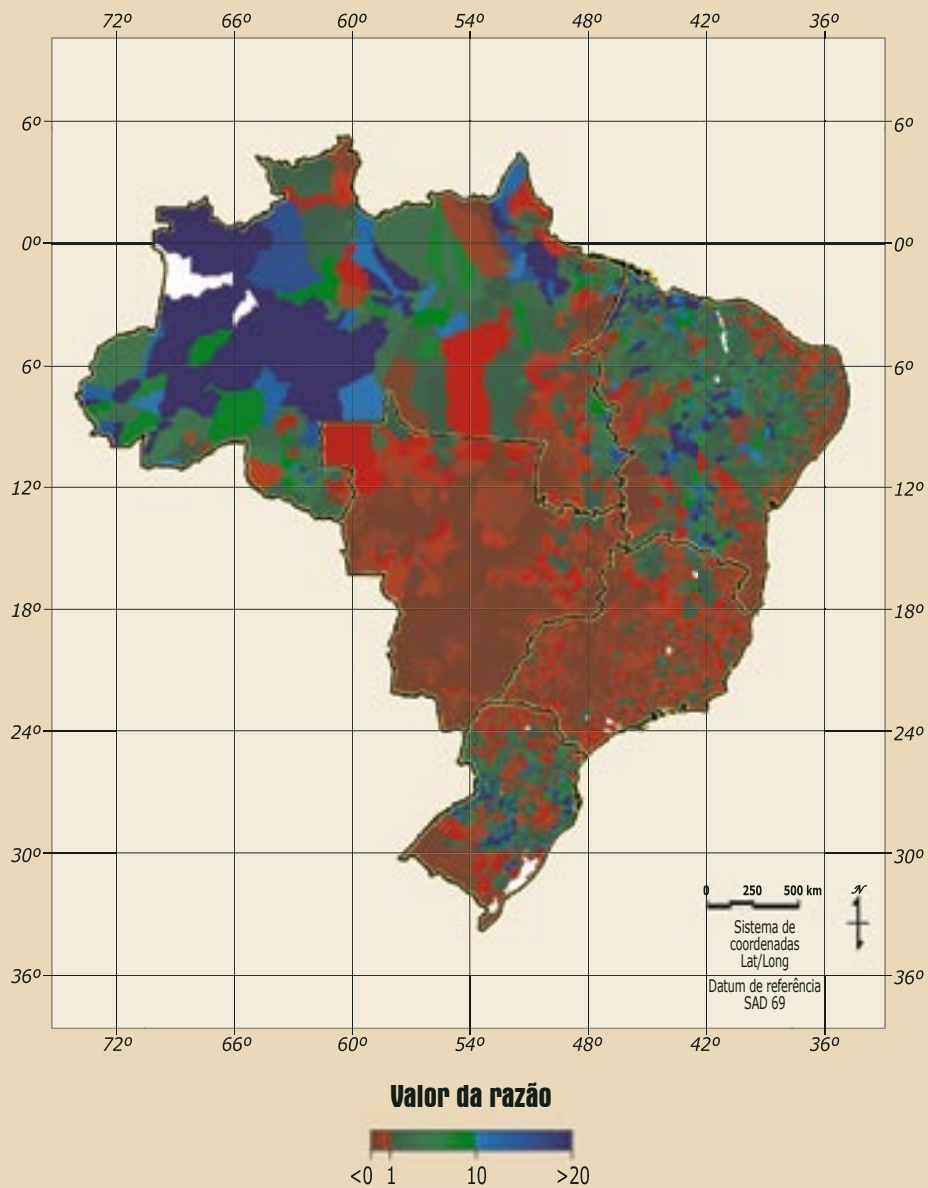 72º 66º 60º 54º 48º 42º 36º
6º 6º
0º 0º
6º 6º
12º 12º
18º 18º
24º 24º
30º 30º
0 250 500 km N
Sistema de
coordenadas
Lat/Long
36º 36º
Datum de referência
SAD 69
72º 66º 60º 54º 48º 42º 36º
Valor da razão
<0 1 10 >20